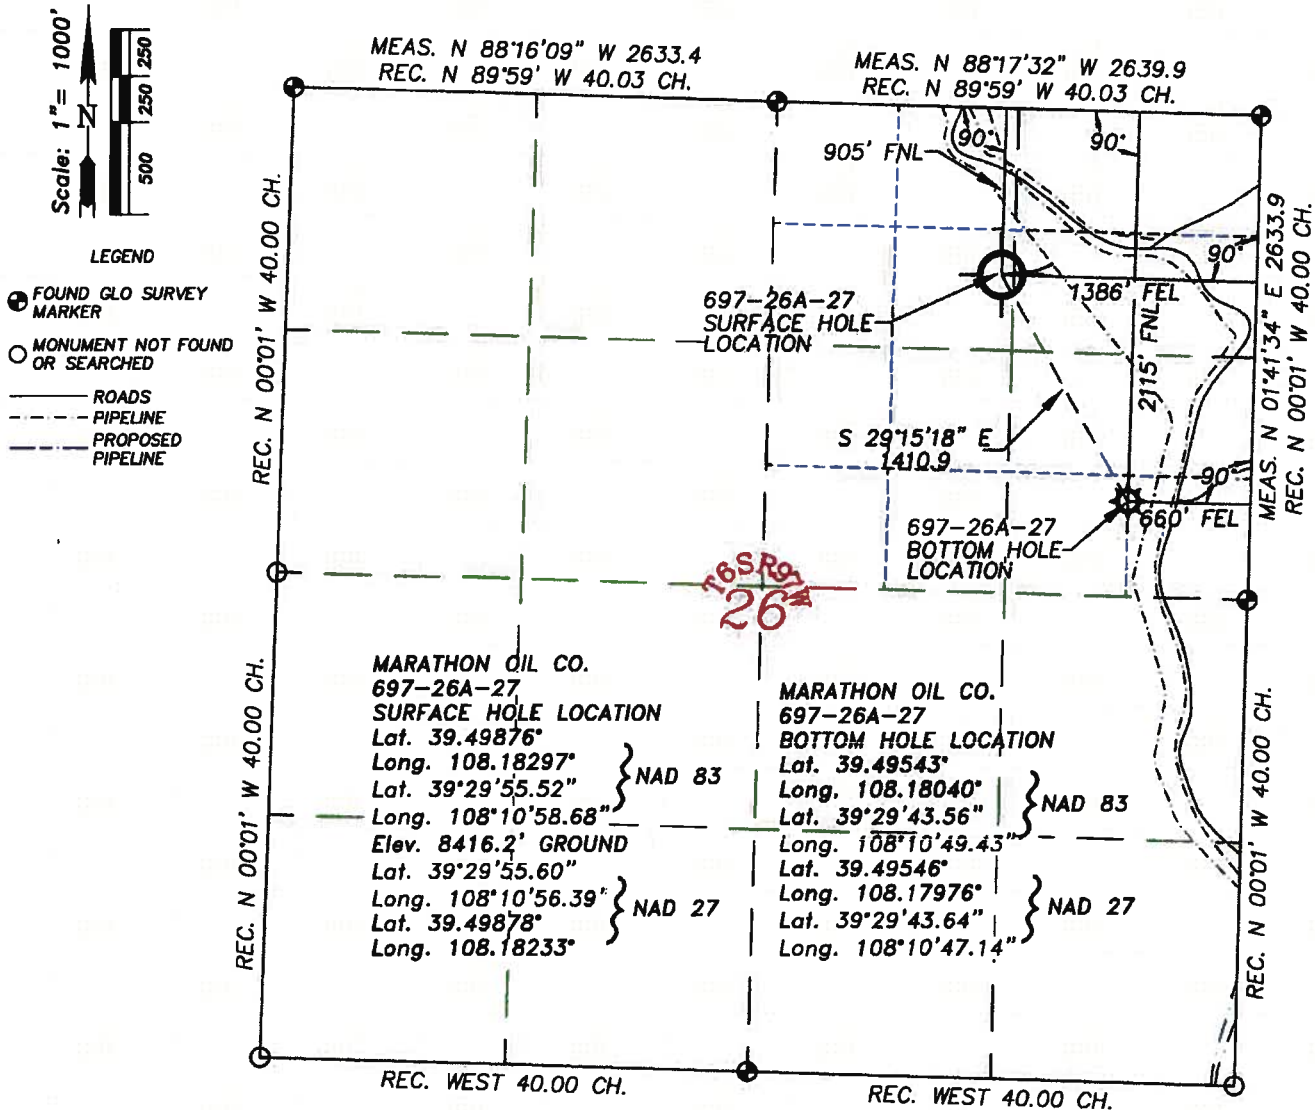 Scale: 1"= 1000'
N
250
250
500
MEAS. N 88°16'09" W 2633.4
REC. N 89°59' W 40.03 CH.
MEAS. N 88°17'32" W 2639.9
REC. N 89°59' W 40.03 CH.
LEGEND
FOUND GLO SURVEY
MARKER
MONUMENT NOT FOUND
OR SEARCHED
ROADS
PIPELINE
PROPOSED
PIPELINE
REC. N 00°01' W 40.00 CH.
905' FNL
90°
90°
90°
697-26A-27
SURFACE HOLE
LOCATION
1386' FEL
2115' FNL
MEAS. N 01°41'34" E 2633.9
REC. N 00°01' W 40.00 CH.
S 29°15'18" E
1410.9
90°
660' FEL
697-26A-27
BOTTOM HOLE
LOCATION
T6SR97W
26
REC. N 00°01' W 40.00 CH.
MARATHON OIL CO.
697-26A-27
SURFACE HOLE LOCATION
Lat. 39.49876°
Long. 108.18297°
Lat. 39°29'55.52"
Long. 108°10'58.68"
NAD 83
Elev. 8416.2' GROUND
Lat. 39°29'55.60"
Long. 108°10'56.39"
Lat. 39.49878°
Long. 108.18233°
NAD 27
MARATHON OIL CO.
697-26A-27
BOTTOM HOLE LOCATION
Lat. 39.49543°
Long. 108.18040°
Lat. 39°29'43.56"
Long. 108°10'49.43"
NAD 83
Lat. 39.49546°
Long. 108.17976°
Lat. 39°29'43.64"
Long. 108°10'47.14"
NAD 27
REC. N 00°01' W 40.00 CH.
REC. WEST 40.00 CH.
REC. WEST 40.00 CH.